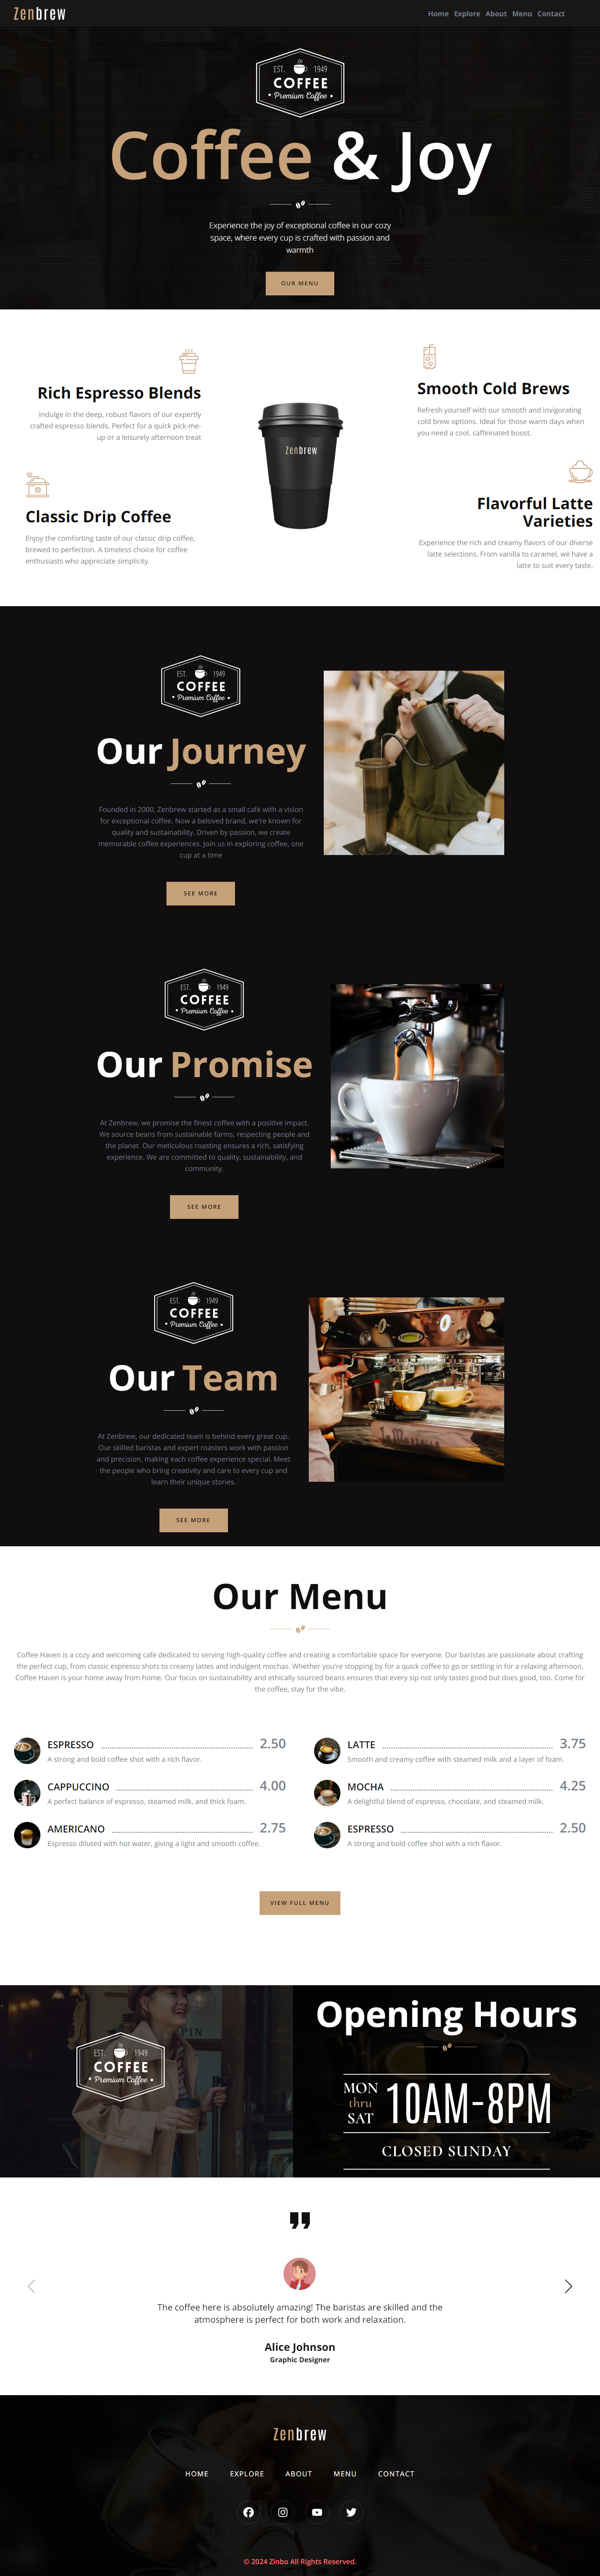 Zenbrew
Home Explore About Menu Contact
EST. 1949
COFFEE
• Premium Coffee •
Coffee & Joy
Experience the joy of exceptional coffee in our cozy
space, where every cup is crafted with passion and
warmth
OUR MENU
Rich Espresso Blends
Indulge in the deep, robust flavors of our expertly
crafted espresso blends. Perfect for a quick pick-me-
up or a leisurely afternoon treat
Classic Drip Coffee
Enjoy the comforting taste of our classic drip coffee,
brewed to perfection. A timeless choice for coffee
enthusiasts who appreciate simplicity.
Zenbrew
Smooth Cold Brews
Refresh yourself with our smooth and invigorating
cold brew options. Ideal for those warm days when
you need a cool, caffeinated boost.
Flavorful Latte
Varieties
Experience the rich and creamy flavors of our diverse
latte selections. From vanilla to caramel, we have a
latte to suit every taste.
EST. 1949
COFFEE
• Premium Coffee •
Our Journey
Founded in 2000, Zenbrew started as a small café with a vision
for exceptional coffee. Now a beloved brand, we're known for
quality and sustainability. Driven by passion, we create
memorable coffee experiences. Join us in exploring coffee, one
cup at a time
SEE MORE
EST. 1949
COFFEE
• Premium Coffee •
Our Promise
At Zenbrew, we promise the finest coffee with a positive impact.
We source beans from sustainable farms, respecting people and
the planet. Our meticulous roasting ensures a rich, satisfying
experience. We are committed to quality, sustainability, and
community.
SEE MORE
EST. 1949
COFFEE
• Premium Coffee •
Our Team
At Zenbrew, our dedicated team is behind every great cup.
Our skilled baristas and expert roasters work with passion
and precision, making each coffee experience special. Meet
the people who bring creativity and care to every cup and
learn their unique stories.
SEE MORE
Our Menu
Coffee Haven is a cozy and welcoming cafe dedicated to serving high-quality coffee and creating a comfortable space for everyone. Our baristas are passionate about crafting
the perfect cup, from classic espresso shots to creamy lattes and indulgent mochas. Whether you're stopping by for a quick coffee to go or settling in for a relaxing afternoon,
Coffee Haven is your home away from home. Our focus on sustainability and ethically sourced beans ensures that every sip not only tastes good but does good, too. Come for
the coffee, stay for the vibe.
ESPRESSO 2.50
A strong and bold coffee shot with a rich flavor.
CAPPUCCINO 4.00
A perfect balance of espresso, steamed milk, and thick foam.
AMERICANO 2.75
Espresso diluted with hot water, giving a light and smooth coffee.
LATTE 3.75
Smooth and creamy coffee with steamed milk and a layer of foam.
MOCHA 4.25
A delightful blend of espresso, chocolate, and steamed milk.
ESPRESSO 2.50
A strong and bold coffee shot with a rich flavor.
VIEW FULL MENU
EST. 1949
COFFEE
• Premium Coffee •
Opening Hours
MON
thru
SAT
10AM-8PM
CLOSED SUNDAY
The coffee here is absolutely amazing! The baristas are skilled and the
atmosphere is perfect for both work and relaxation.
Alice Johnson
Graphic Designer
Zenbrew
HOME EXPLORE ABOUT MENU CONTACT
© 2024 Zinbo All Rights Reserved.